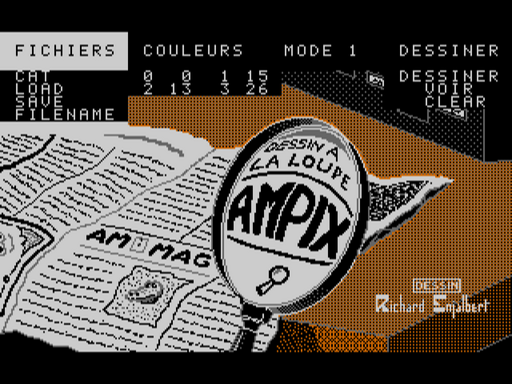 FICHIERS COULEURS MODE 1 DESSINER
CAT 0 0 1 15 DESSINER
LOAD 2 13 3 26 VOIR
SAVE CLEAR
FILENAME
DESSIN A
LA LOUPE
AMPIX
AM MAG
DESSIN
Richard Smalbert